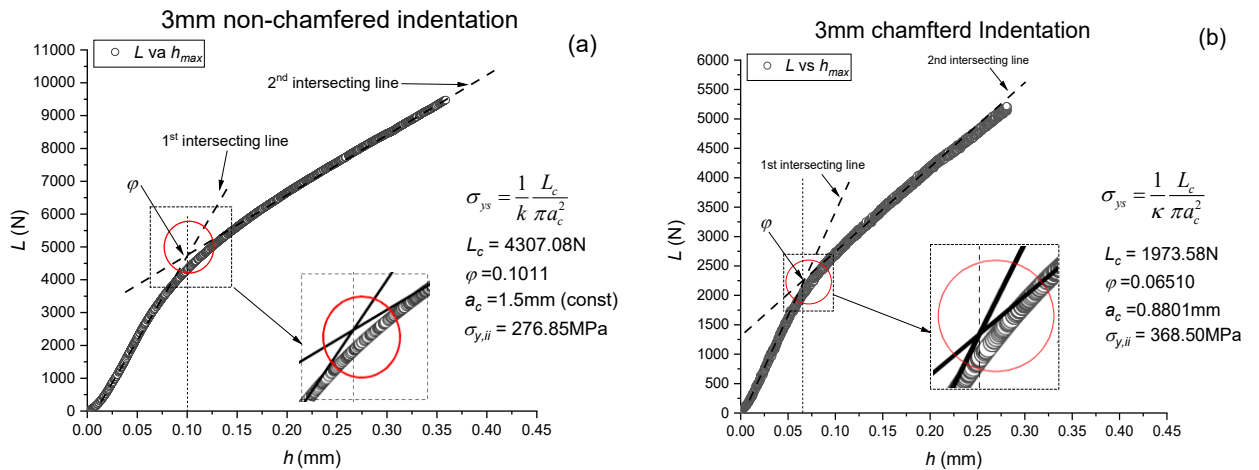 3mm non-chamfered indentation
(a)
L va hmax
2nd intersecting line
1st intersecting line
φ
σys = 1/k Lc/πac²
Lc = 4307.08N
φ=0.1011
ac =1.5mm (const)
σy,ii = 276.85MPa
L (N)
11000
10000
9000
8000
7000
6000
5000
4000
3000
2000
1000
0
0.00 0.05 0.10 0.15 0.20 0.25 0.30 0.35 0.40 0.45
h (mm)
3mm chamfterd Indentation
(b)
L vs hmax
2nd intersecting line
1st intersecting line
φ
σys = 1/κ Lc/πac²
Lc = 1973.58N
φ=0.06510
ac =0.8801mm
σy,ii =368.50MPa
L (N)
6000
5500
5000
4500
4000
3500
3000
2500
2000
1500
1000
500
0
0.00 0.05 0.10 0.15 0.20 0.25 0.30 0.35 0.40 0.45
h (mm)